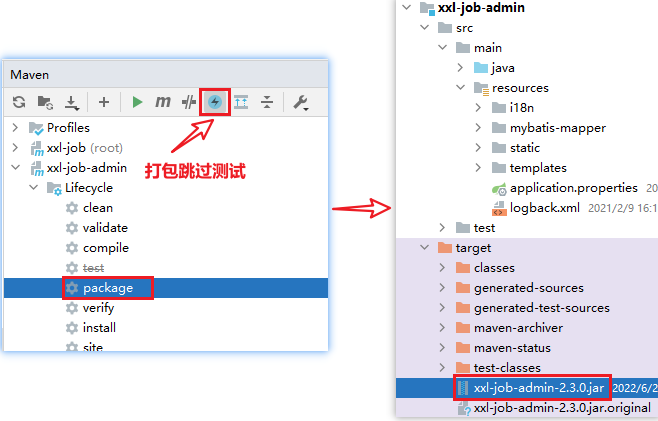 Maven
Profiles
xxl-job (root)
xxl-job-admin
Lifecycle
clean
validate
compile
test
package
verify
install
site
打包跳过测试
xxl-job-admin
src
main
java
resources
i18n
mybatis-mapper
static
templates
application.properties 20
logback.xml 2021/2/9 16:1
test
target
classes
generated-sources
generated-test-sources
maven-archiver
maven-status
test-classes
xxl-job-admin-2.3.0.jar 2022/6/2
xxl-job-admin-2.3.0.jar.original